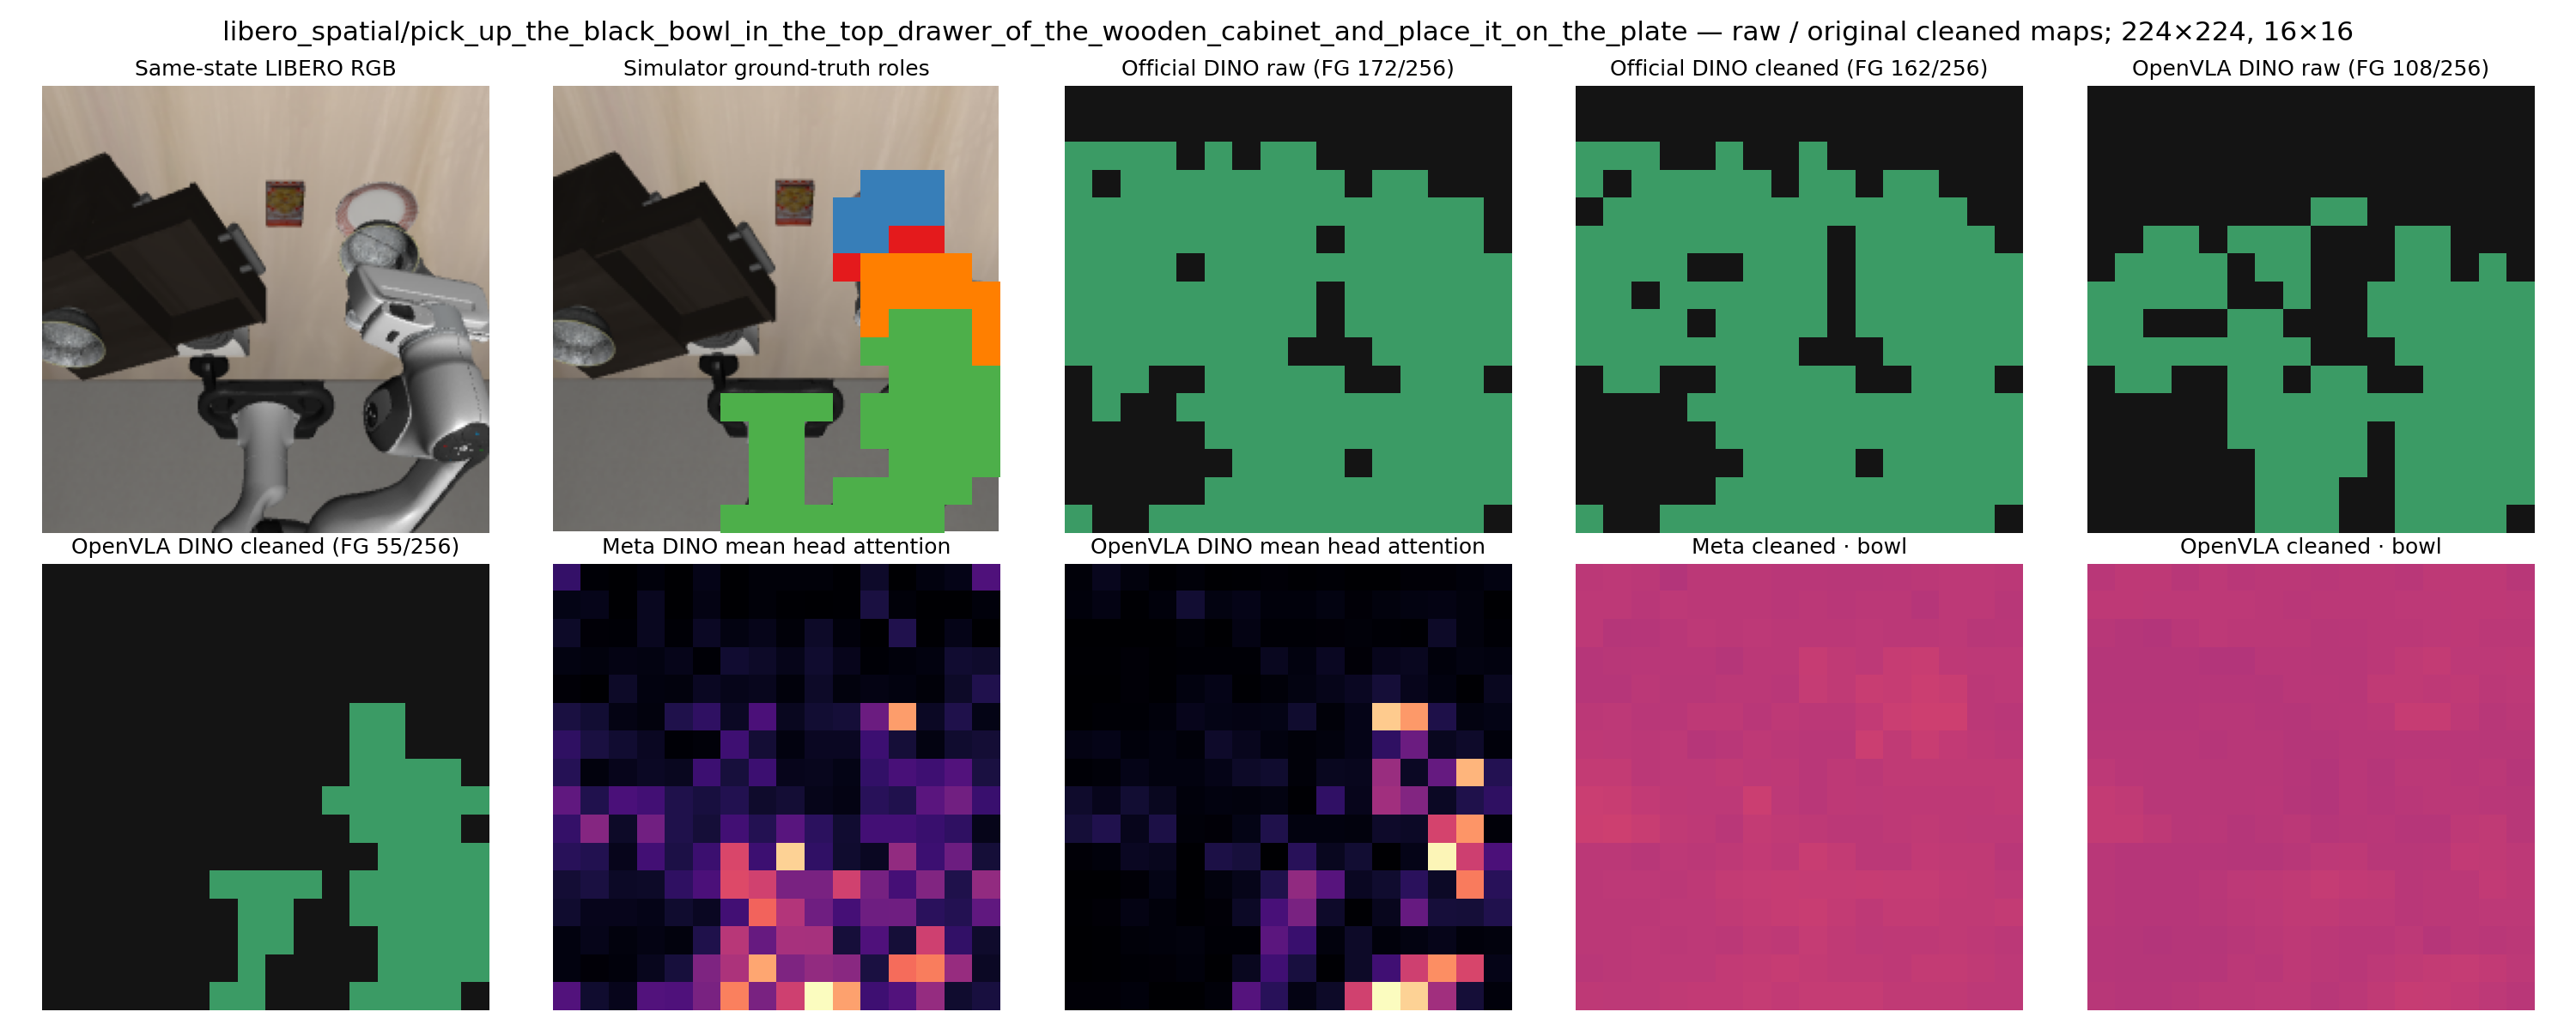 libero_spatial/pick_up_the_black_bowl_in_the_top_drawer_of_the_wooden_cabinet_and_place_it_on_the_plate — raw / original cleaned maps; 224×224, 16×16
Same-state LIBERO RGB
Simulator ground-truth roles
Official DINO raw (FG 172/256)
Official DINO cleaned (FG 162/256)
OpenVLA DINO raw (FG 108/256)
OpenVLA DINO cleaned (FG 55/256)
Meta DINO mean head attention
OpenVLA DINO mean head attention
Meta cleaned · bowl
OpenVLA cleaned · bowl